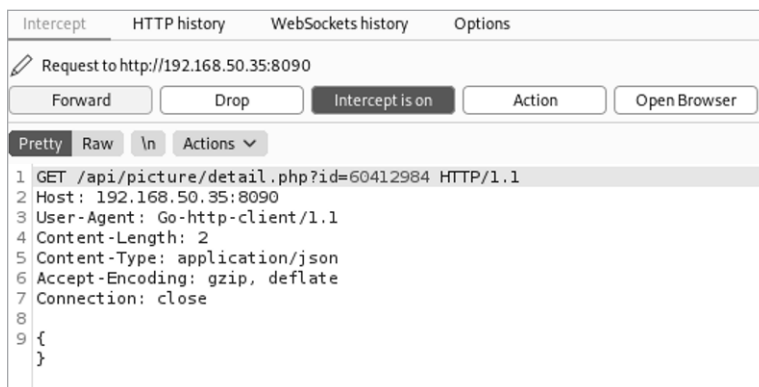 Intercept HTTP history WebSockets history Options
Request to http://192.168.50.35:8090
Forward Drop Intercept is on Action Open Browser
Pretty Raw \n Actions
1 GET /api/picture/detail.php?id=60412984 HTTP/1.1
2 Host: 192.168.50.35:8090
3 User-Agent: Go-http-client/1.1
4 Content-Length: 2
5 Content-Type: application/json
6 Accept-Encoding: gzip, deflate
7 Connection: close
8
9 {
}